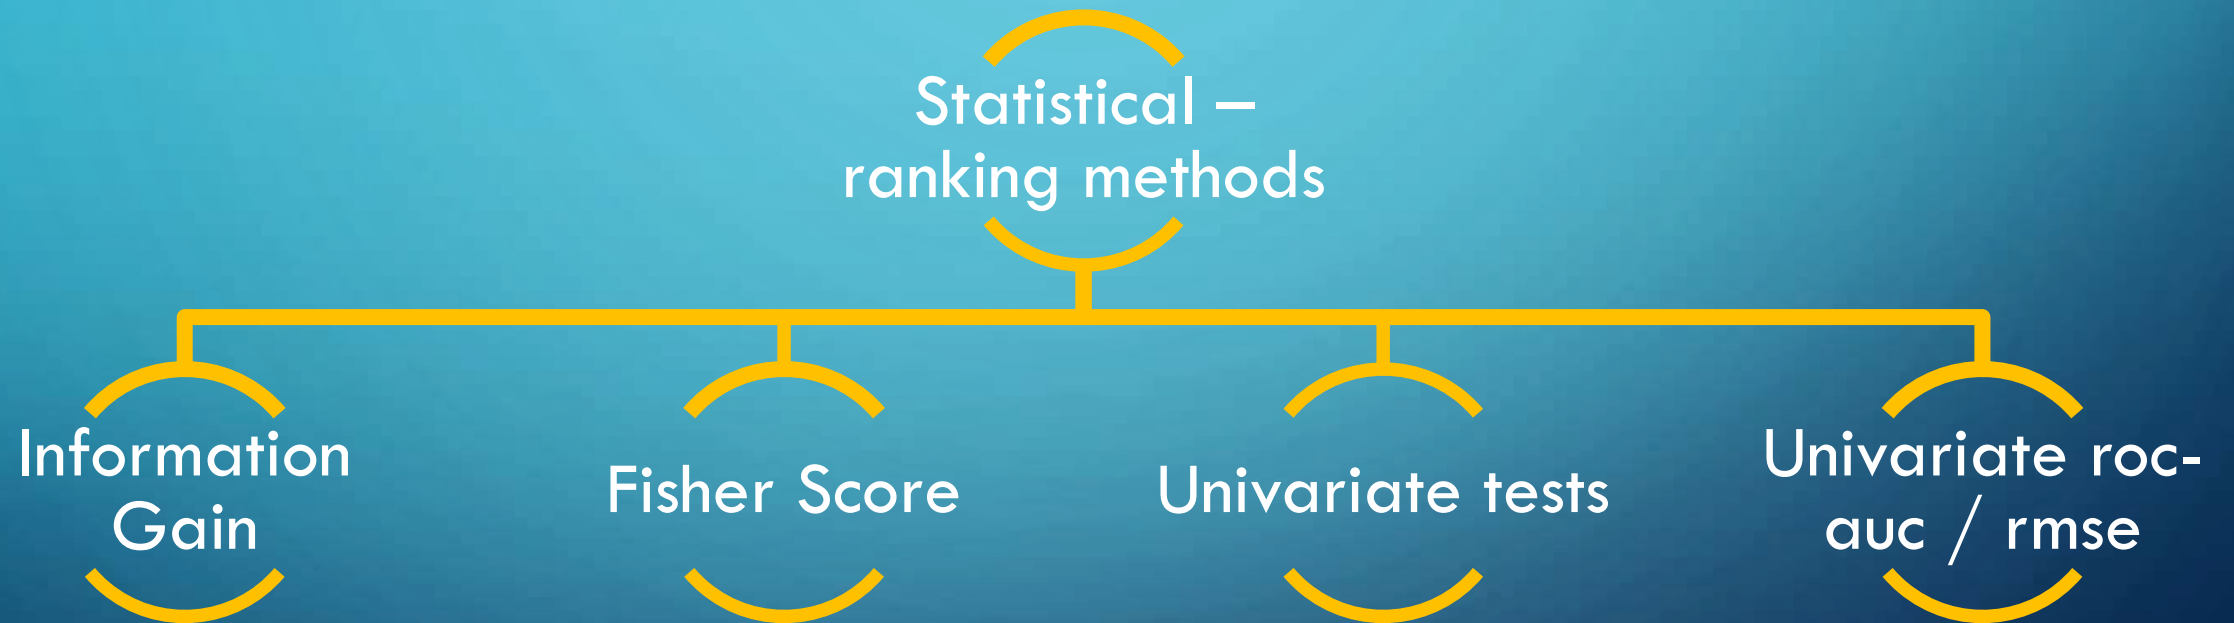 Statistical –
ranking methods
Information
Gain
Fisher Score
Univariate tests
Univariate roc-
auc / rmse